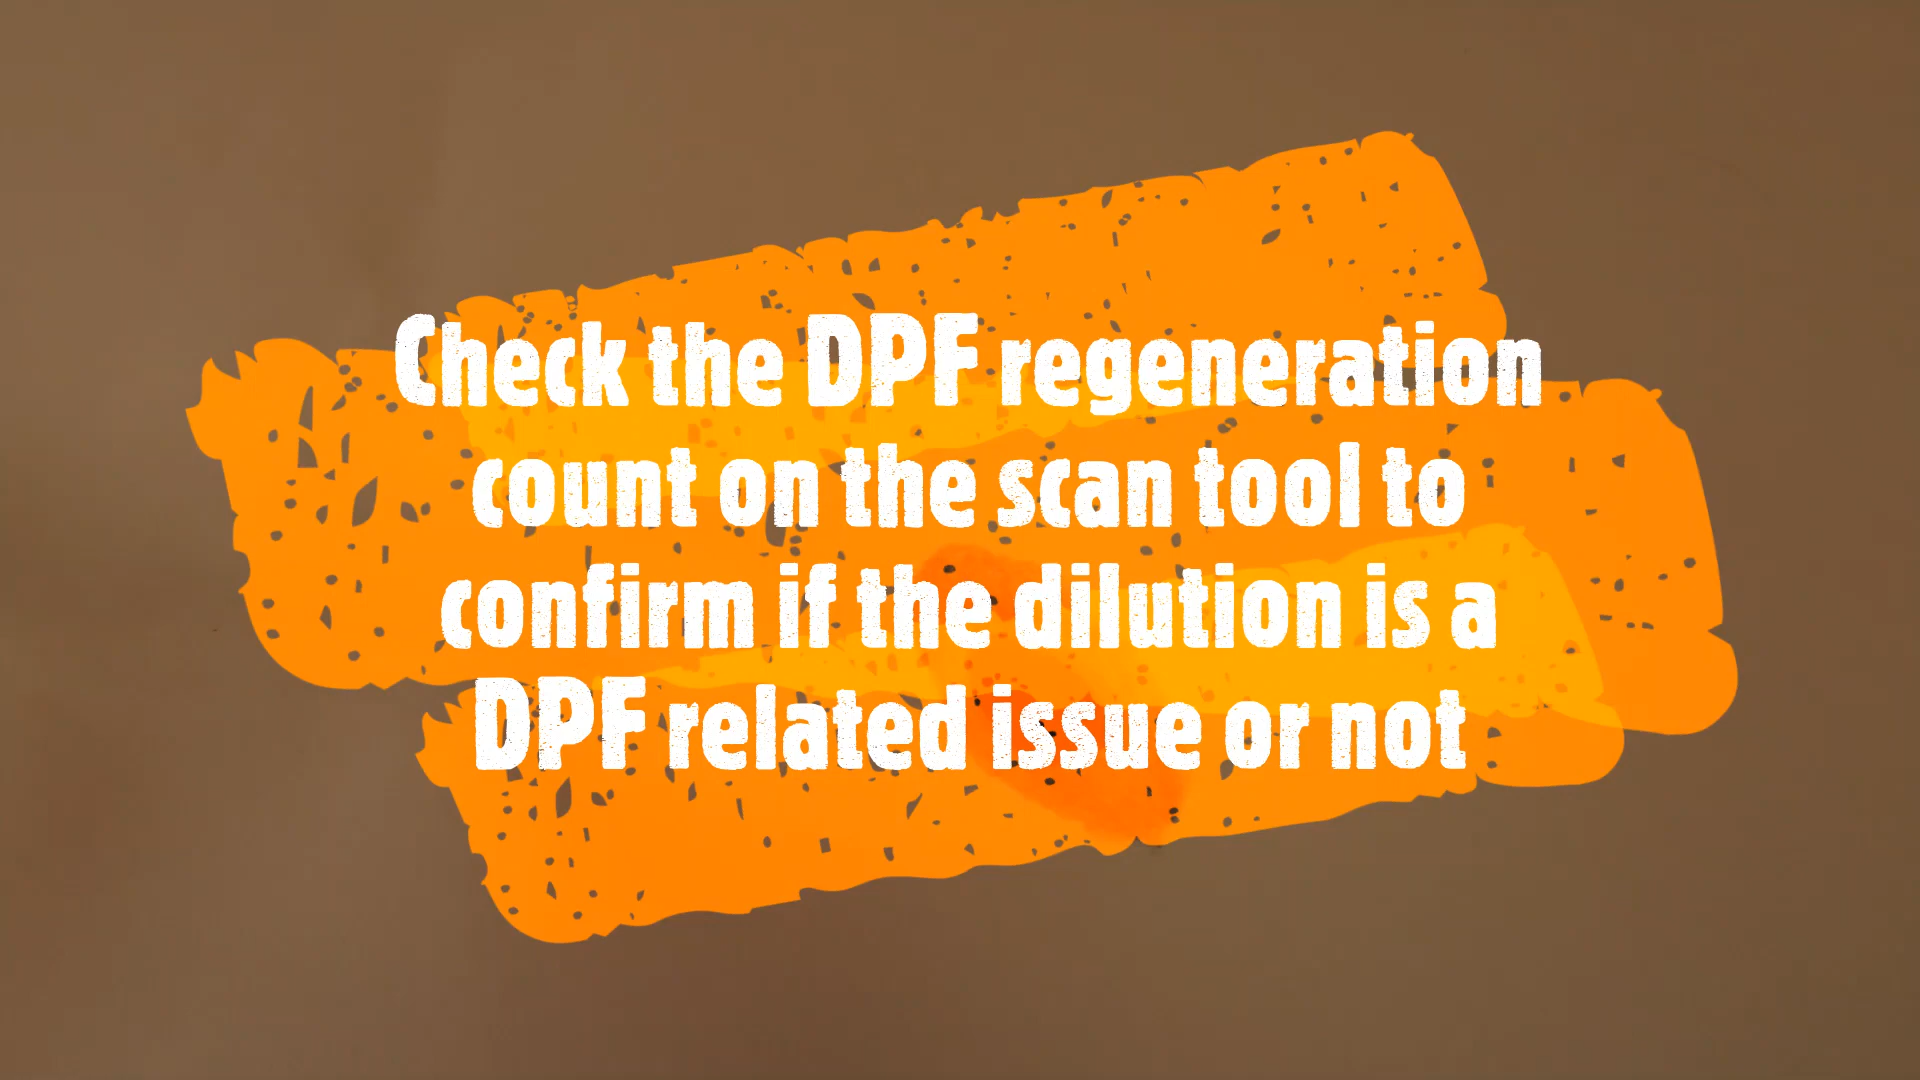 Check the DPF regeneration
count on the scan tool to
confirm if the dilution is a
DPF related issue or not